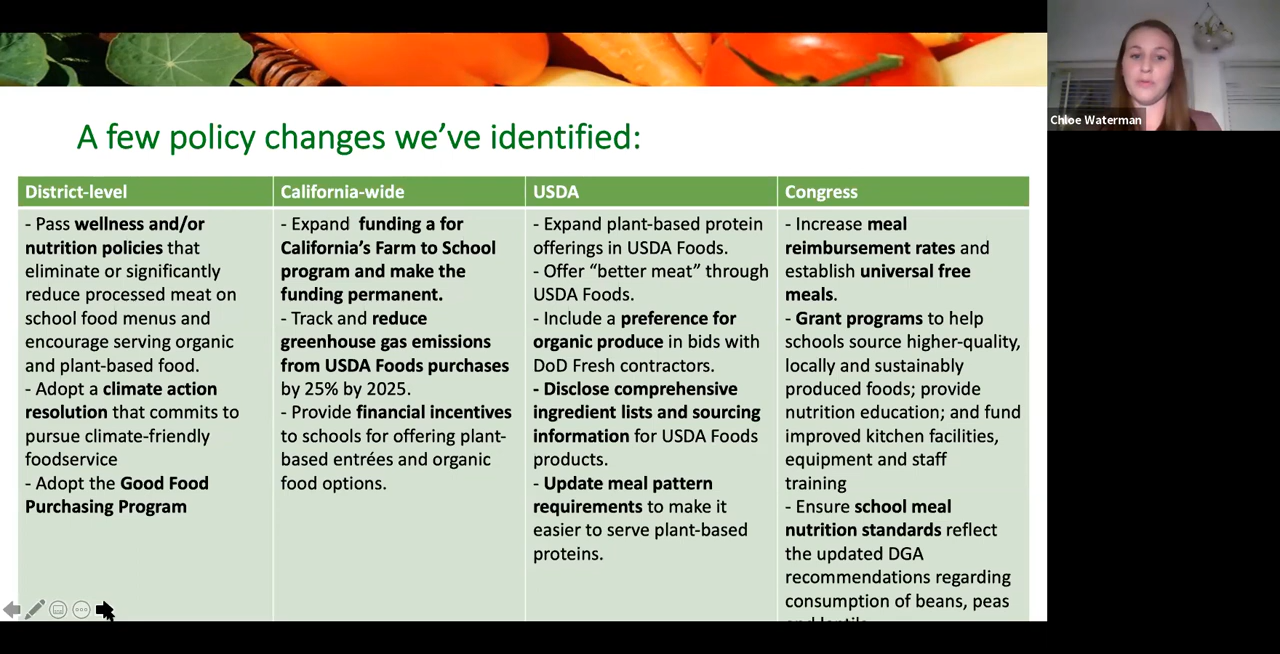 A few policy changes we’ve identified:
District-level
- Pass wellness and/or
nutrition policies that
eliminate or significantly
reduce processed meat on
school food menus and
encourage serving organic
and plant-based food.
- Adopt a climate action
resolution that commits to
pursue climate-friendly
foodservice
- Adopt the Good Food
Purchasing Program
California-wide
- Expand funding a for
California’s Farm to School
program and make the
funding permanent.
- Track and reduce
greenhouse gas emissions
from USDA Foods purchases
by 25% by 2025.
- Provide financial incentives
to schools for offering plant-
based entrées and organic
food options.
USDA
- Expand plant-based protein
offerings in USDA Foods.
- Offer “better meat” through
USDA Foods.
- Include a preference for
organic produce in bids with
DoD Fresh contractors.
- Disclose comprehensive
ingredient lists and sourcing
information for USDA Foods
products.
- Update meal pattern
requirements to make it
easier to serve plant-based
proteins.
Congress
- Increase meal
reimbursement rates and
establish universal free
meals.
- Grant programs to help
schools source higher-quality,
locally and sustainably
produced foods; provide
nutrition education; and fund
improved kitchen facilities,
equipment and staff
training
- Ensure school meal
nutrition standards reflect
the updated DGA
recommendations regarding
consumption of beans, peas
Chloe Waterman